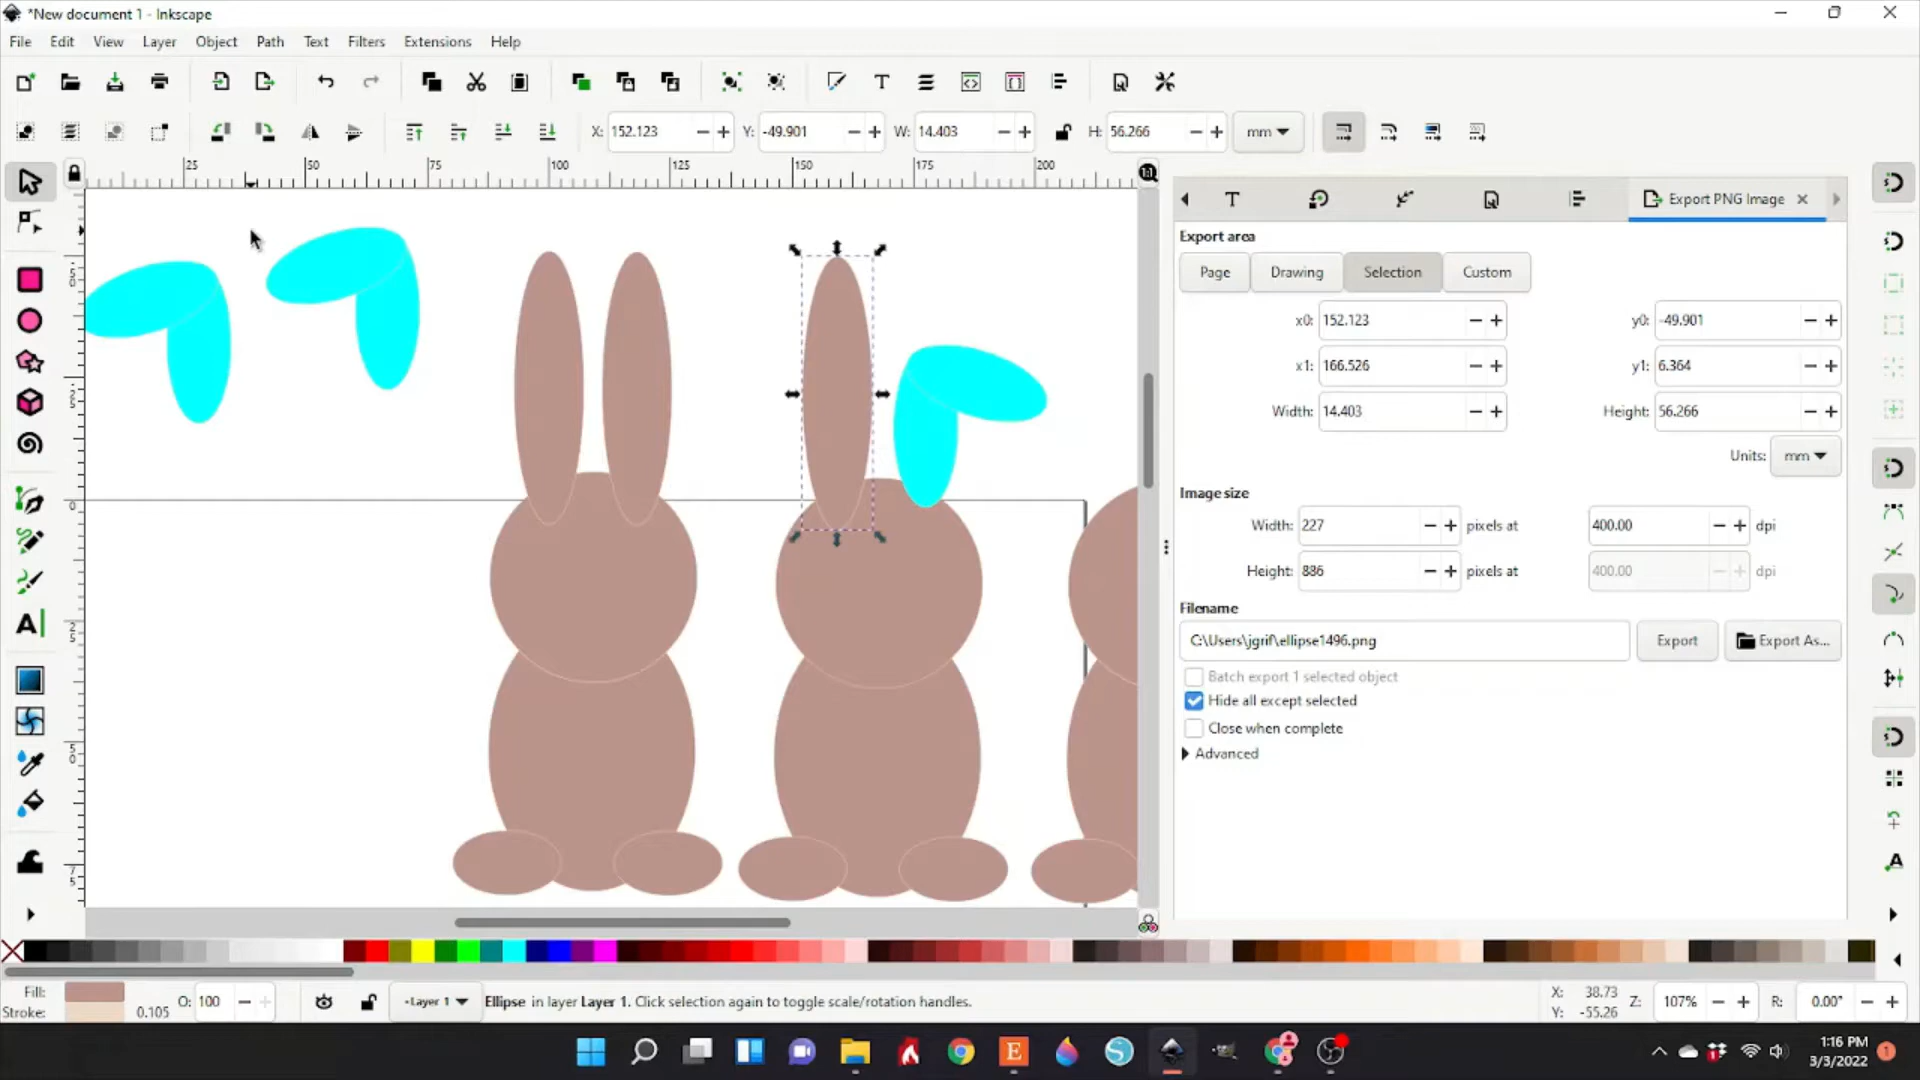 *New document 1 - Inkscape
File Edit View Layer Object Path Text Filters Extensions Help
X: 152.123 Y: -49.901 W: 14.403 H: 56.266 mm
25 50 75 100 125 150 175 200
Export PNG Image
Export area
Page Drawing Selection Custom
x0: 152.123 y0: -49.901
x1: 166.526 y1: 6.364
Width: 14.403 Height: 56.266
Units: mm
Image size
Width: 227 pixels at 400.00 dpi
Height: 886 pixels at 400.00 dpi
Filename
C:\Users\jgrif\ellipse1496.png Export Export As...
Batch export 1 selected object
Hide all except selected
Close when complete
Advanced
Fill:
Stroke: 0.105
O: 100
-Layer 1
Ellipse in layer Layer 1. Click selection again to toggle scale/rotation handles.
X: 38.73
Y: -55.26
Z: 107%
R: 0.00°
1:16 PM
3/3/2022